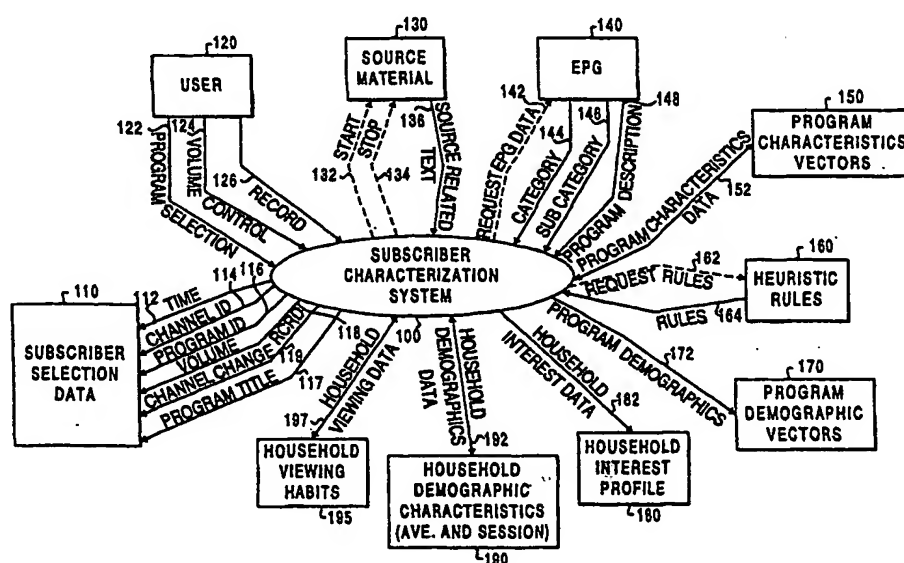 120
USER
130
SOURCE
MATERIAL
140
EPG
150
PROGRAM
CHARACTERISTICS
VECTORS
122
PROGRAM
SELECTION
124
VOLUME
CONTROL
126
RECORD
START
STOP
132
134
136
SOURCE RELATED
TEXT
142
REQUEST EPG DATA
144
CATEGORY
148
SUB CATEGORY
148
PROGRAM DESCRIPTION
PROGRAM CHARACTERISTICS
DATA
152
SUBSCRIBER
CHARACTERIZATION
SYSTEM
100
162
REQUEST RULES
160
HEURISTIC
RULES
RULES
164
110
SUBSCRIBER
SELECTION
DATA
112
TIME
114
CHANNEL ID
116
PROGRAM ID
VOLUME
CHANNEL CHANGE
119
118
PROGRAM TITLE
117
HOUSEHOLD
VIEWING DATA
197
HOUSEHOLD
DEMOGRAPHICS
DATA
192
HOUSEHOLD
INTEREST DATA
182
PROGRAM DEMOGRAPHICS
172
170
PROGRAM
DEMOGRAPHIC
VECTORS
HOUSEHOLD
VIEWING
HABITS
195
HOUSEHOLD
DEMOGRAPHIC
CHARACTERISTICS
(AVE. AND SESSION)
190
HOUSEHOLD
INTEREST
PROFILE
180